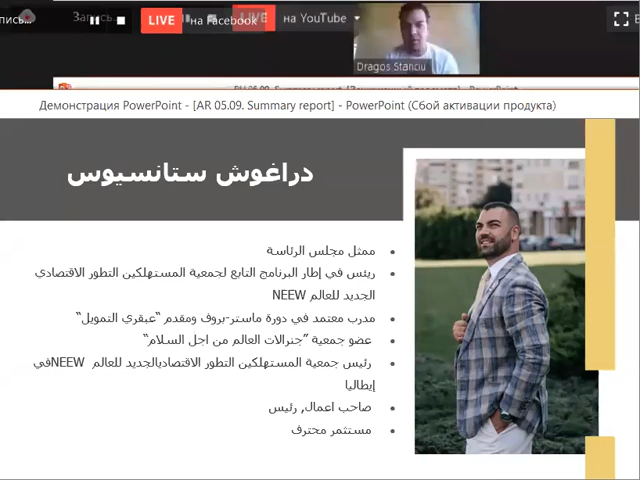 Запись...
LIVE на Facebook
LIVE на YouTube
Dragos Stanciu
Демонстрация PowerPoint - [AR 05.09. Summary report] - PowerPoint (Сбой активации продукта)
دراغوش ستانسيوس
ممثل مجلس الرئاسة
ريئس في إطار البرنامج التابع لجمعية المستهلكين التطور الاقتصادي
الجديد للعالم NEEW
مدرب معتمد في دورة ماستر-بروف ومقدم "عبقري التمويل"
عضو جمعية "جنرالات العالم من اجل السلام"
رئيس جمعية المستهلكين التطور الاقتصاديالجديد للعالم NEEWفي
إيطاليا
صاحب اعمال, رئيس
مستثمر محترف